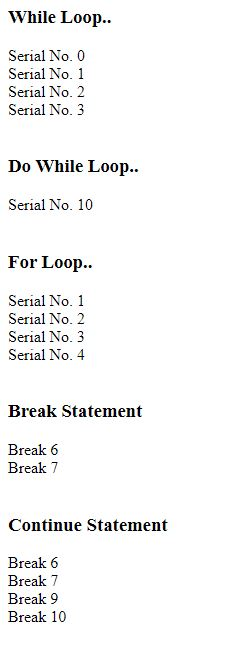 While Loop..
Serial No. 0
Serial No. 1
Serial No. 2
Serial No. 3
Do While Loop..
Serial No. 10
For Loop..
Serial No. 1
Serial No. 2
Serial No. 3
Serial No. 4
Break Statement
Break 6
Break 7
Continue Statement
Break 6
Break 7
Break 9
Break 10